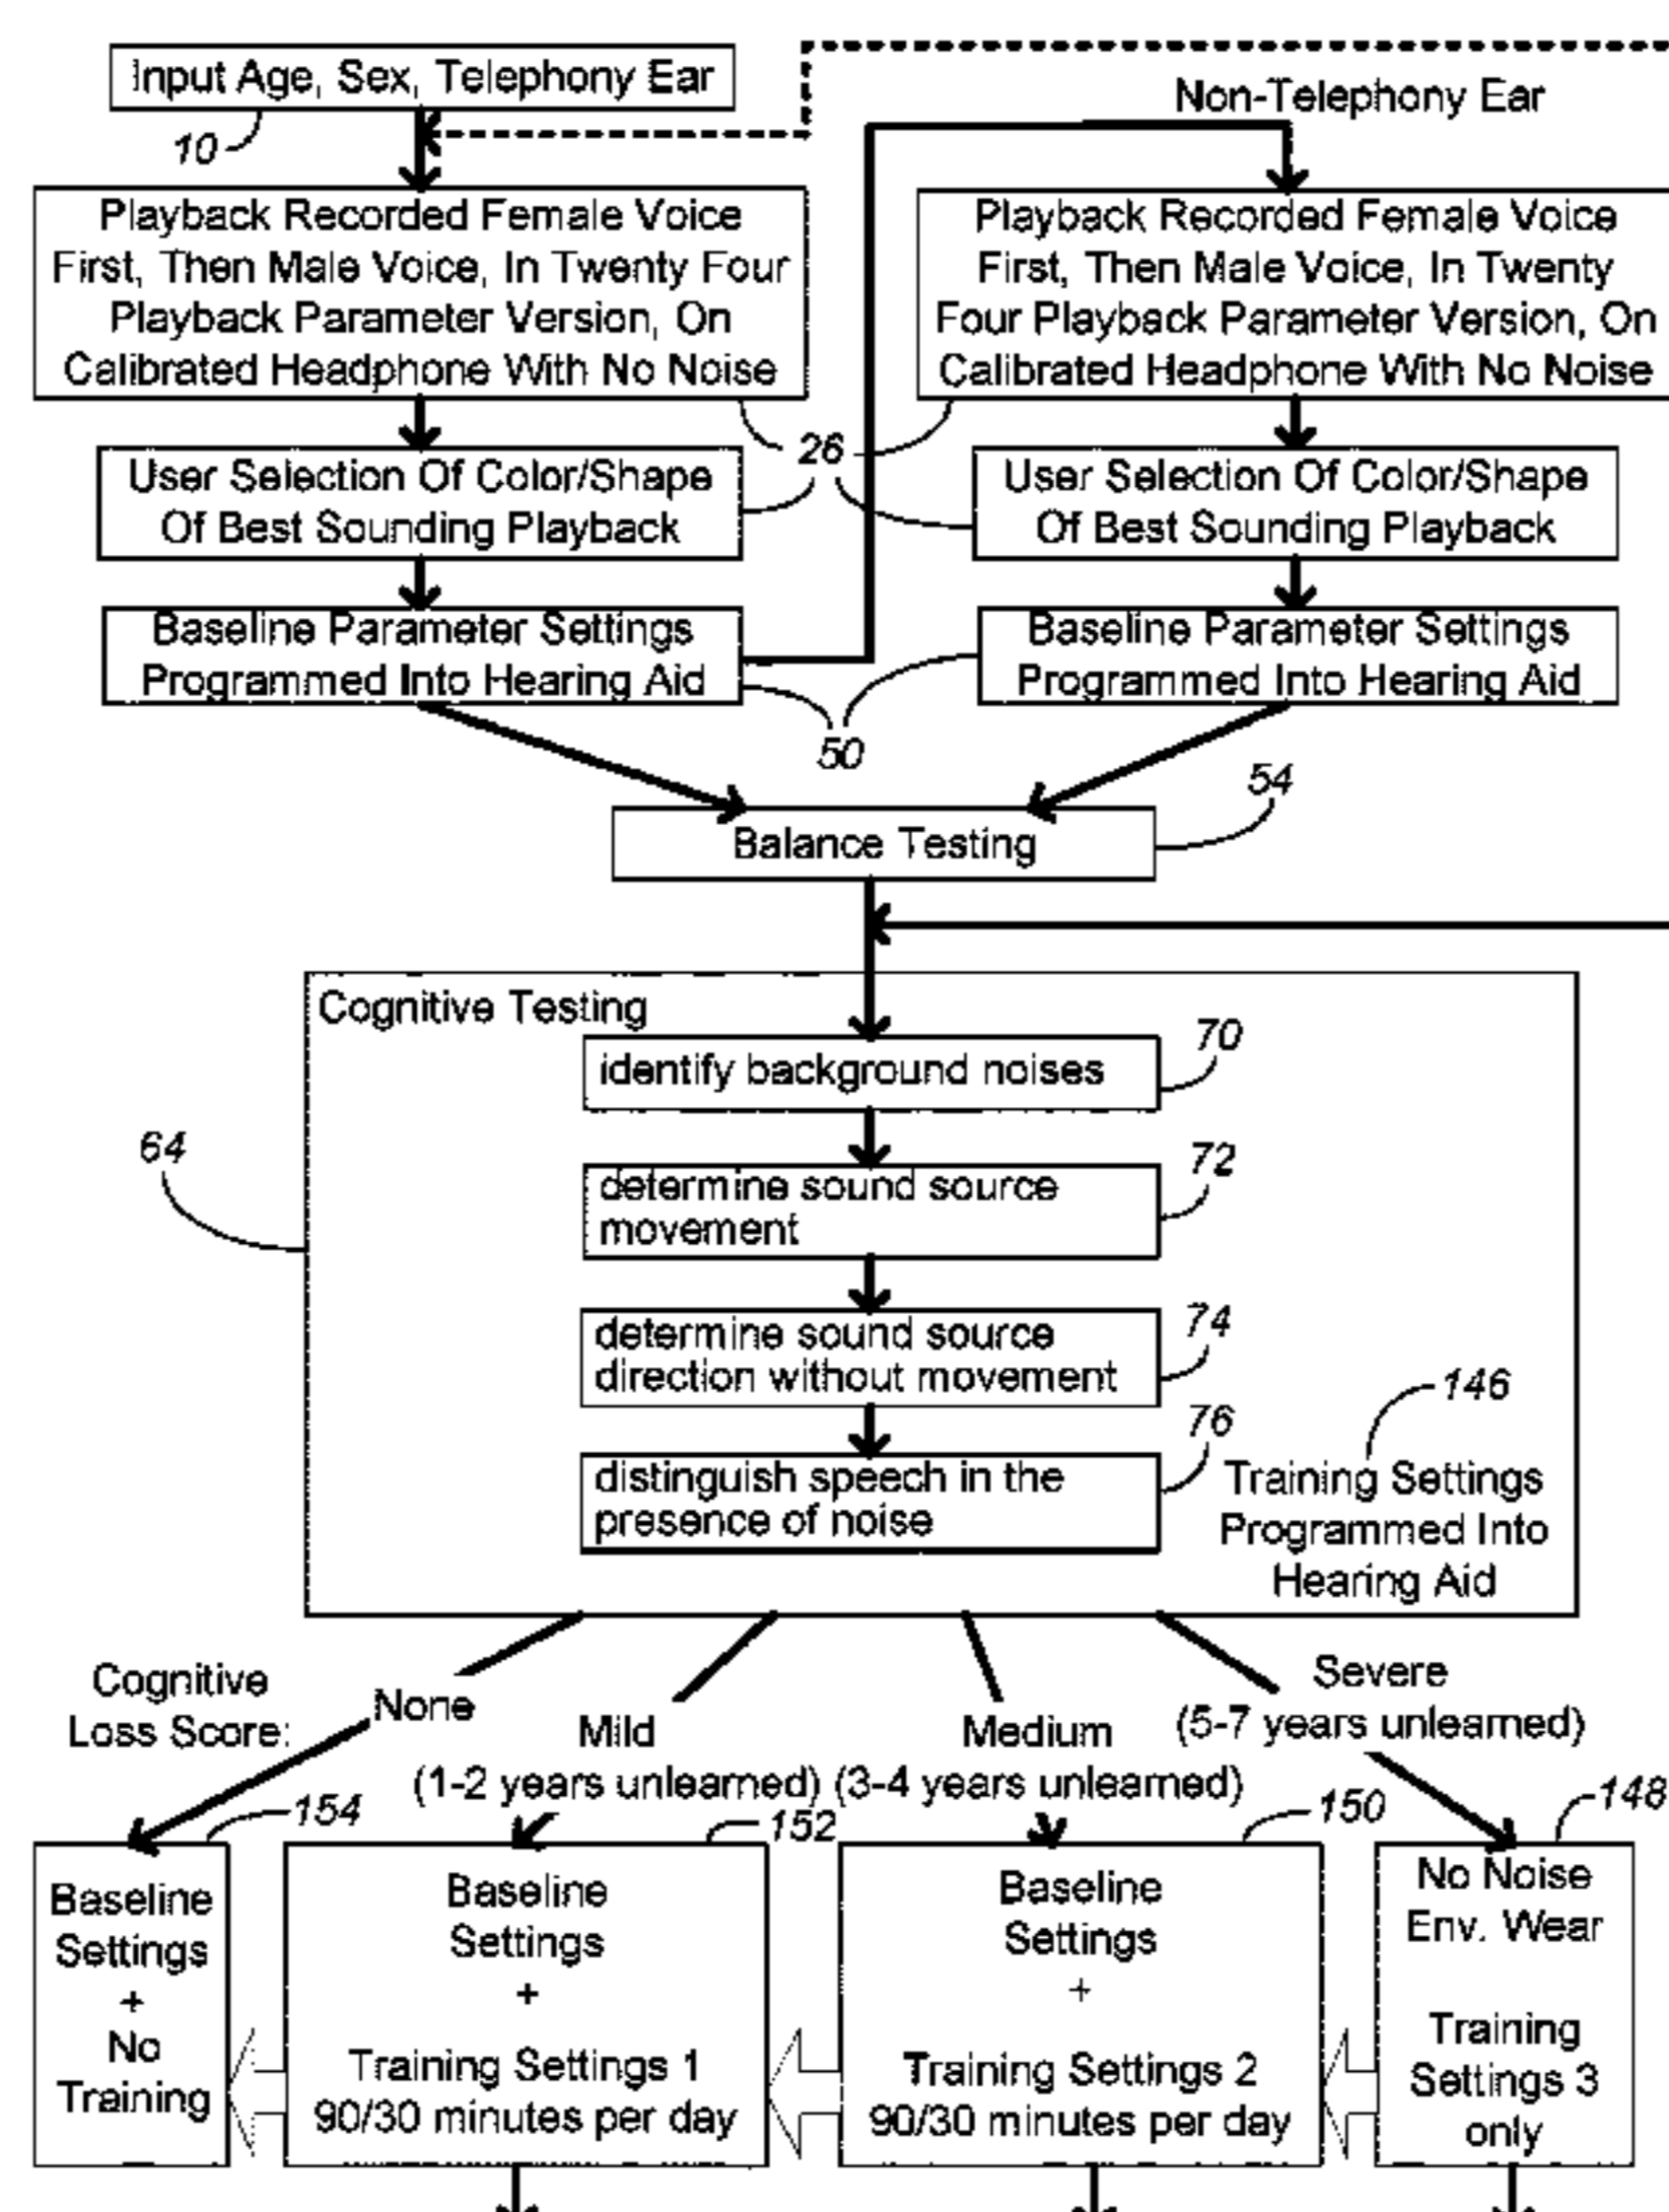 Input Age, Sex, Telephony Ear
10
Non-Telephony Ear
Playback Recorded Female Voice
First, Then Male Voice, In Twenty Four
Playback Parameter Version, On
Calibrated Headphone With No Noise
Playback Recorded Female Voice
First, Then Male Voice, In Twenty
Four Playback Parameter Version, On
Calibrated Headphone With No Noise
26
User Selection Of Color/Shape
Of Best Sounding Playback
User Selection Of Color/Shape
Of Best Sounding Playback
Baseline Parameter Settings
Programmed Into Hearing Aid
Baseline Parameter Settings
Programmed Into Hearing Aid
50
54
Balance Testing
Cognitive Testing
64
identify background noises
70
determine sound source
movement
72
determine sound source
direction without movement
74
distinguish speech in the
presence of noise
76
146
Training Settings
Programmed Into
Hearing Aid
Cognitive
Loss Score:
None
Mild
(1-2 years unlearned)
Medium
(3-4 years unlearned)
Severe
(5-7 years unlearned)
154
152
150
148
Baseline
Settings
+
No
Training
Baseline
Settings
+
Training Settings 1
90/30 minutes per day
Baseline
Settings
+
Training Settings 2
90/30 minutes per day
No Noise
Env. Wear
Training
Settings 3
only